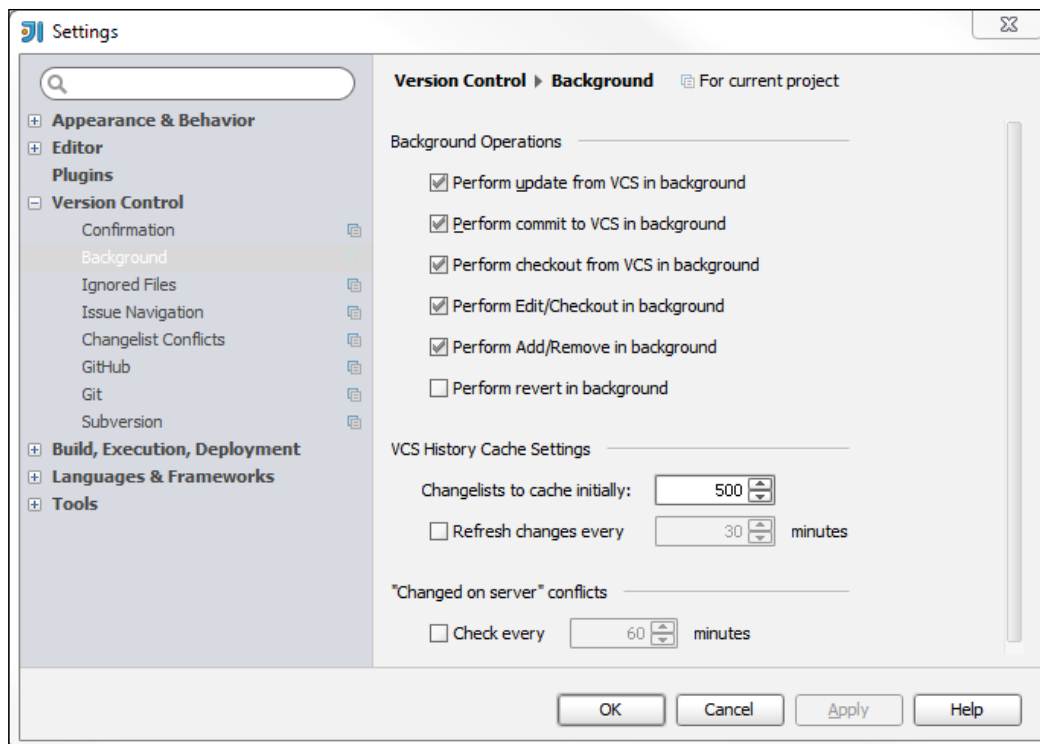 Settings
Appearance & Behavior
Editor
Plugins
Version Control
Confirmation
Background
Ignored Files
Issue Navigation
Changelist Conflicts
GitHub
Git
Subversion
Build, Execution, Deployment
Languages & Frameworks
Tools
Version Control Background For current project
Background Operations
Perform update from VCS in background
Perform commit to VCS in background
Perform checkout from VCS in background
Perform Edit/Checkout in background
Perform Add/Remove in background
Perform revert in background
VCS History Cache Settings
Changelists to cache initially: 500
Refresh changes every 30 minutes
"Changed on server" conflicts
Check every 60 minutes
OK Cancel Apply Help